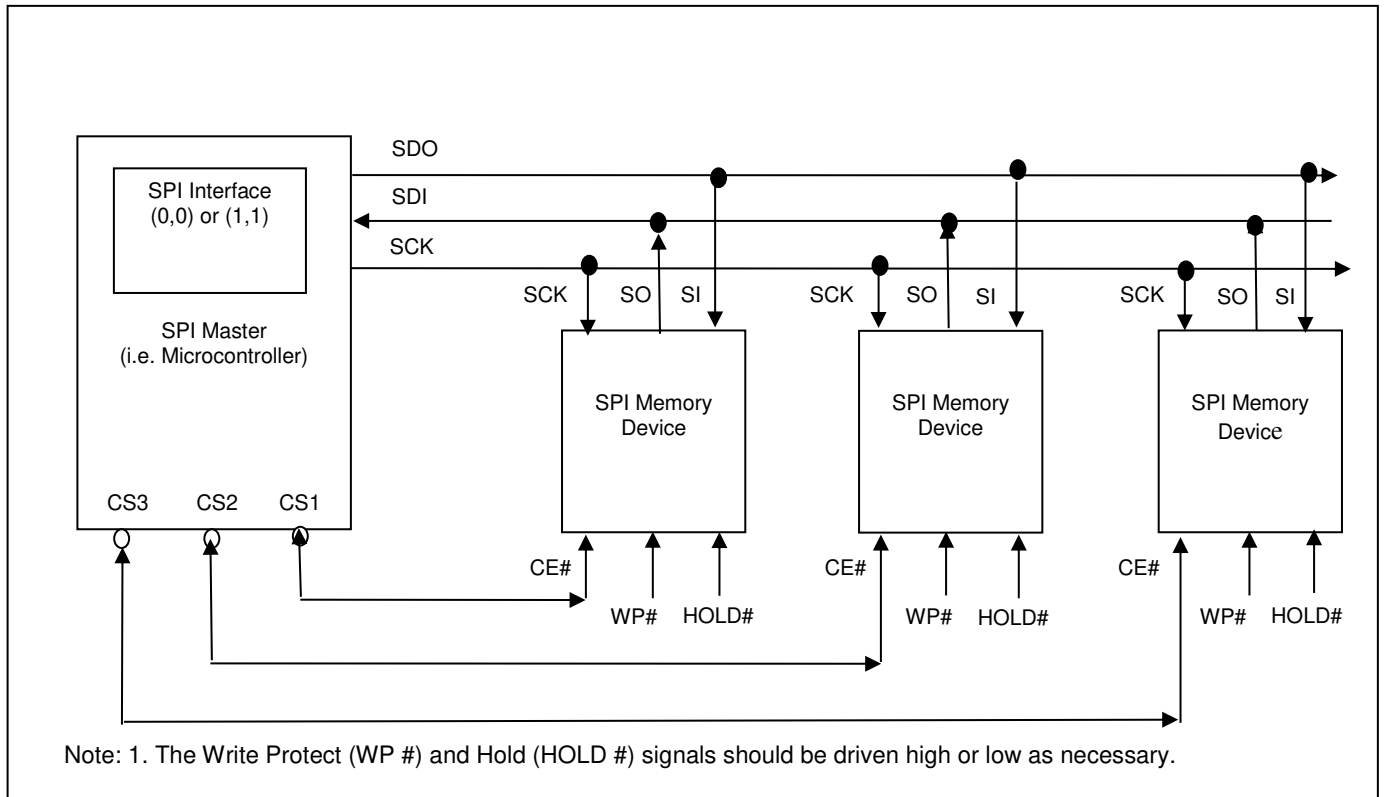 SDO
SPI Interface
(0,0) or (1,1)
SDI
SCK
SCK SO SI SCK SO SI SCK SO SI
SPI Master
(i.e. Microcontroller)
SPI Memory
Device
SPI Memory
Device
SPI Memory
Device
CS3 CS2 CS1
CE# CE# CE#
WP# HOLD# WP# HOLD# WP# HOLD#
Note: 1. The Write Protect (WP #) and Hold (HOLD #) signals should be driven high or low as necessary.